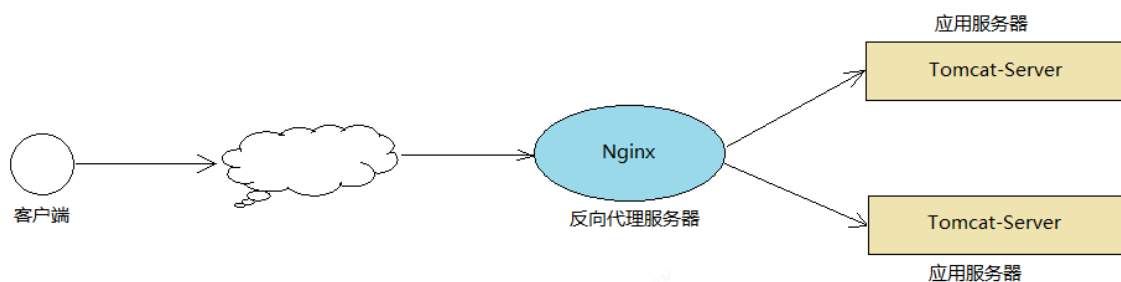 应用服务器
Tomcat-Server
Nginx
客户端
反向代理服务器
Tomcat-Server
应用服务器